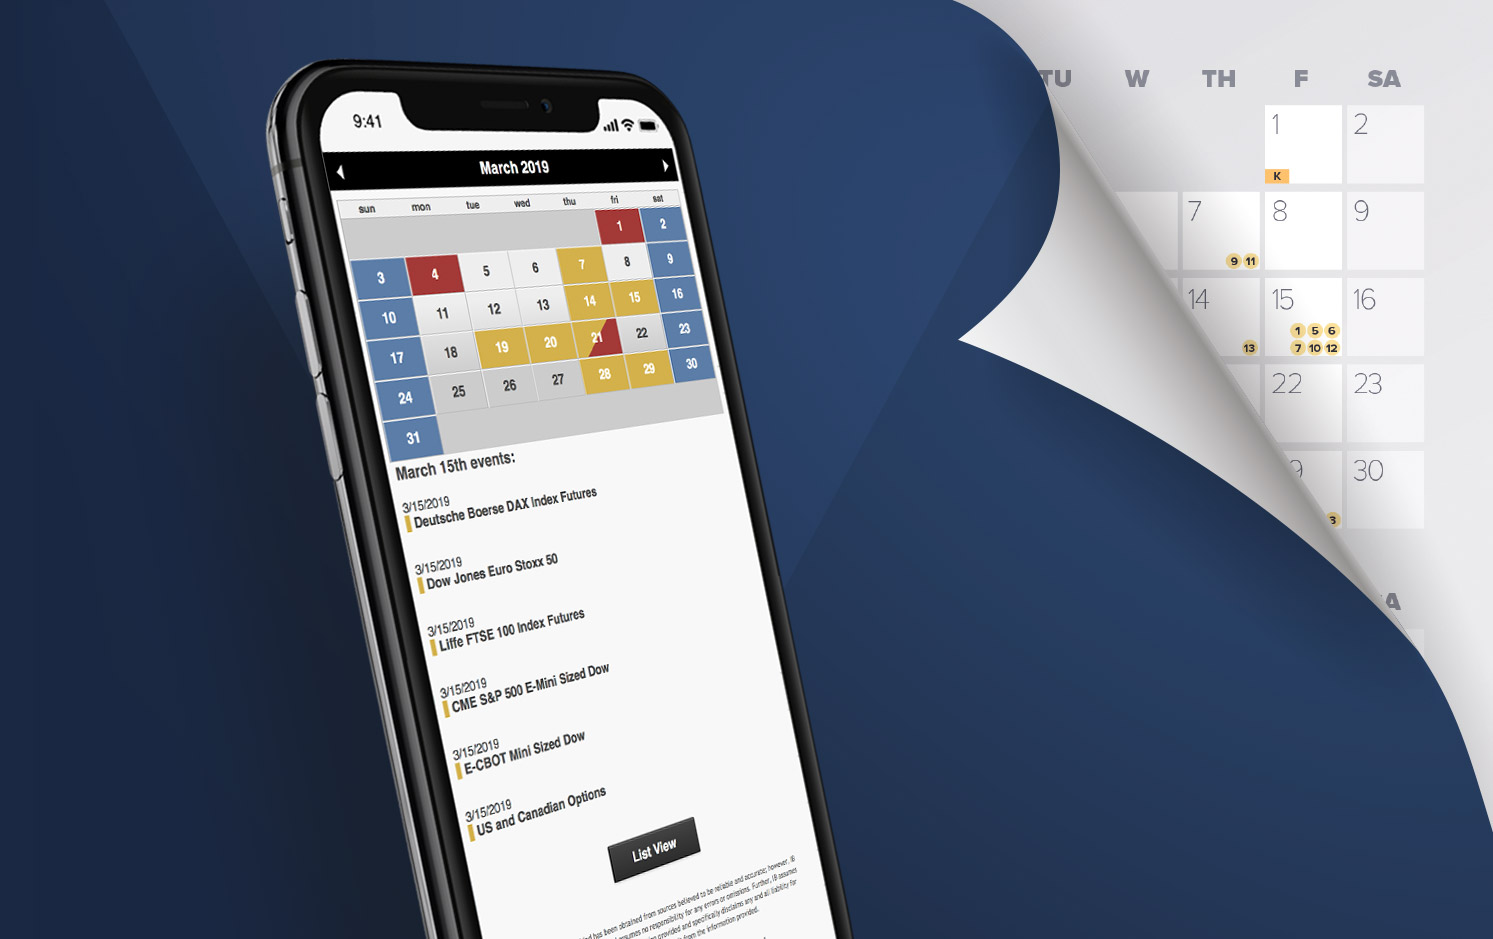 9:41
March 2019
sun mon tue wed thu fri sat
1 2
3 4 5 6 7 8 9
10 11 12 13 14 15 16
17 18 19 20 21 22 23
24 25 26 27 28 29 30
31
March 15th events:
3/15/2019
Deutsche Boerse DAX Index Futures
3/15/2019
Dow Jones Euro Stoxx 50
3/15/2019
Liffe FTSE 100 Index Futures
3/15/2019
CME S&P 500 E-Mini Sized Dow
3/15/2019
E-CBOT Mini Sized Dow
3/15/2019
US and Canadian Options
List View
has been obtained from sources believed to be reliable and accurate; however, IB
assumes no responsibility for any errors or omissions. Further, IB assumes
provided and specifically disclaims any and all liability for
from the information provided.
TU W TH F SA
1 2
K
7 8 9
9 11
14 15 16
1 5 6
13 7 10 12
22 23
9 30
3
A